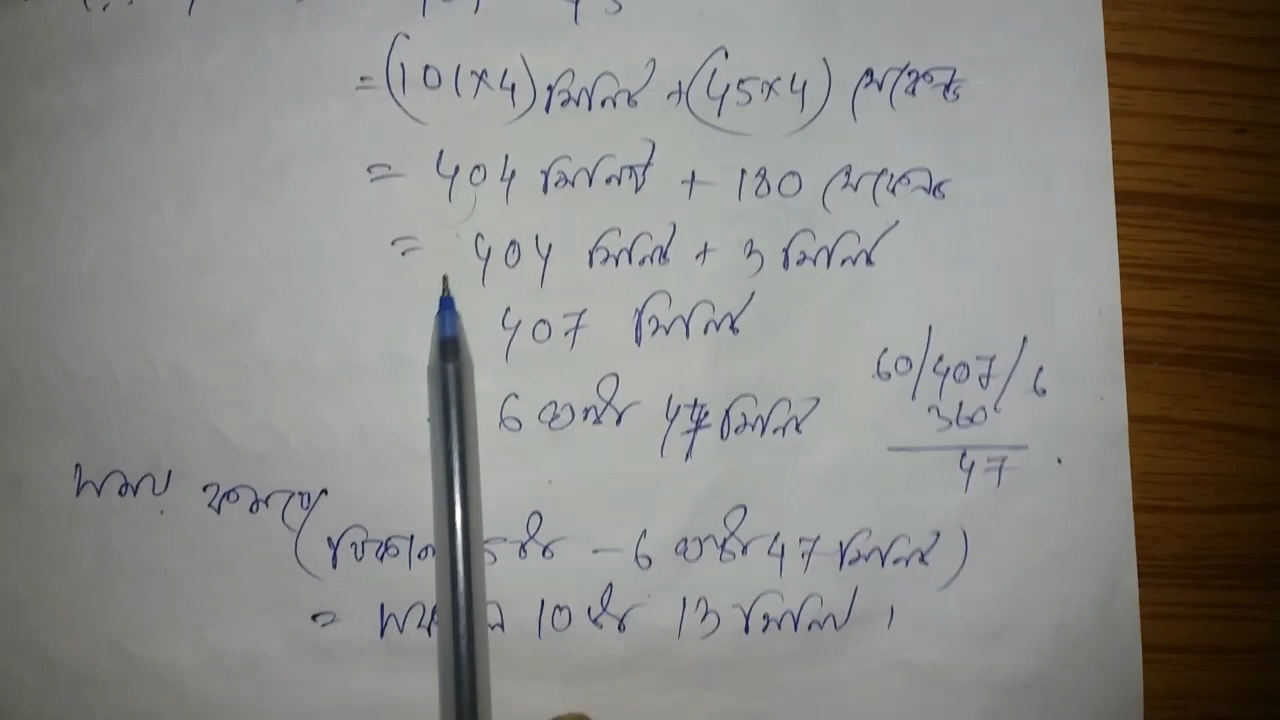 = (101×4) মিনিট + (45×4) সেকেন্ড
= 404 মিনিট + 180 সেকেন্ড
= 404 মিনিট + 3 মিনিট
407 মিনিট
6 ঘন্টা 47 মিনিট
60/407/6
360
47
সময়
(বিকাল 5টা – 6 ঘন্টা 47 মিনিট)
= 10টা 13 মিনিট ।